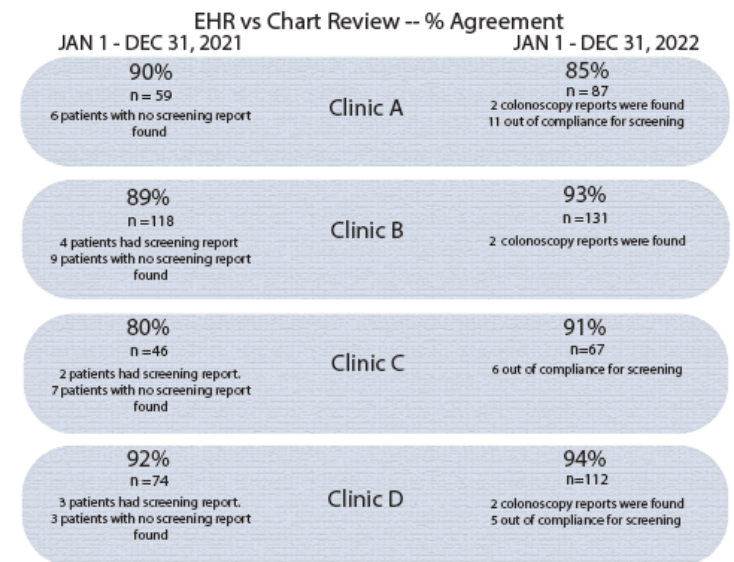 EHR vs Chart Review -- % Agreement
JAN 1 - DEC 31, 2021
JAN 1 - DEC 31, 2022
90%
n = 59
6 patients with no screening report
found
Clinic A
85%
n = 87
2 colonoscopy reports were found
11 out of compliance for screening
89%
n =118
4 patients had screening report
9 patients with no screening report
found
Clinic B
93%
n =131
2 colonoscopy reports were found
80%
n =46
2 patients had screening report.
7 patients with no screening report
found
Clinic C
91%
n=67
6 out of compliance for screening
92%
n =74
3 patients had screening report.
3 patients with no screening report
found
Clinic D
94%
n=112
2 colonoscopy reports were found
5 out of compliance for screening